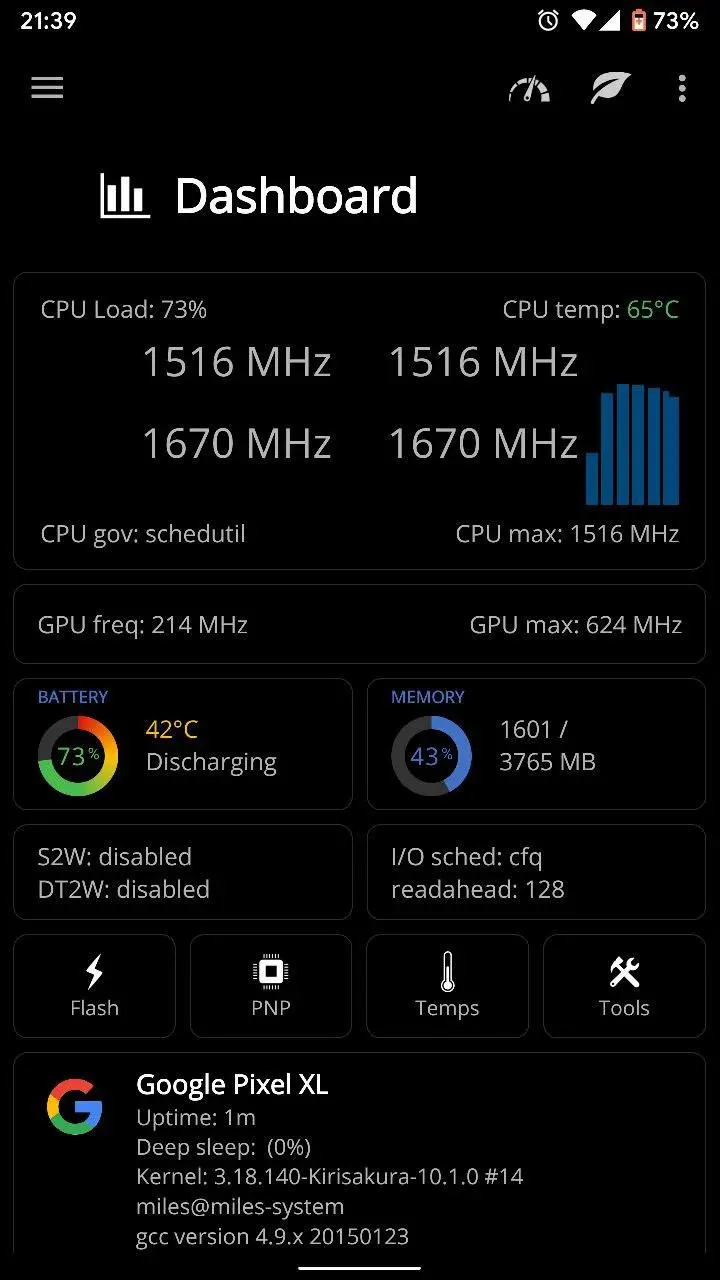 21:39
73%
Dashboard
CPU Load: 73%
CPU temp: 65°C
1516 MHz
1516 MHz
1670 MHz
1670 MHz
CPU gov: schedutil
CPU max: 1516 MHz
GPU freq: 214 MHz
GPU max: 624 MHz
BATTERY
73%
42°C
Discharging
MEMORY
43%
1601 /
3765 MB
S2W: disabled
DT2W: disabled
I/O sched: cfq
readahead: 128
Flash
PNP
Temps
Tools
Google Pixel XL
Uptime: 1m
Deep sleep:  (0%)
Kernel: 3.18.140-Kirisakura-10.1.0 #14
miles@miles-system
gcc version 4.9.x 20150123